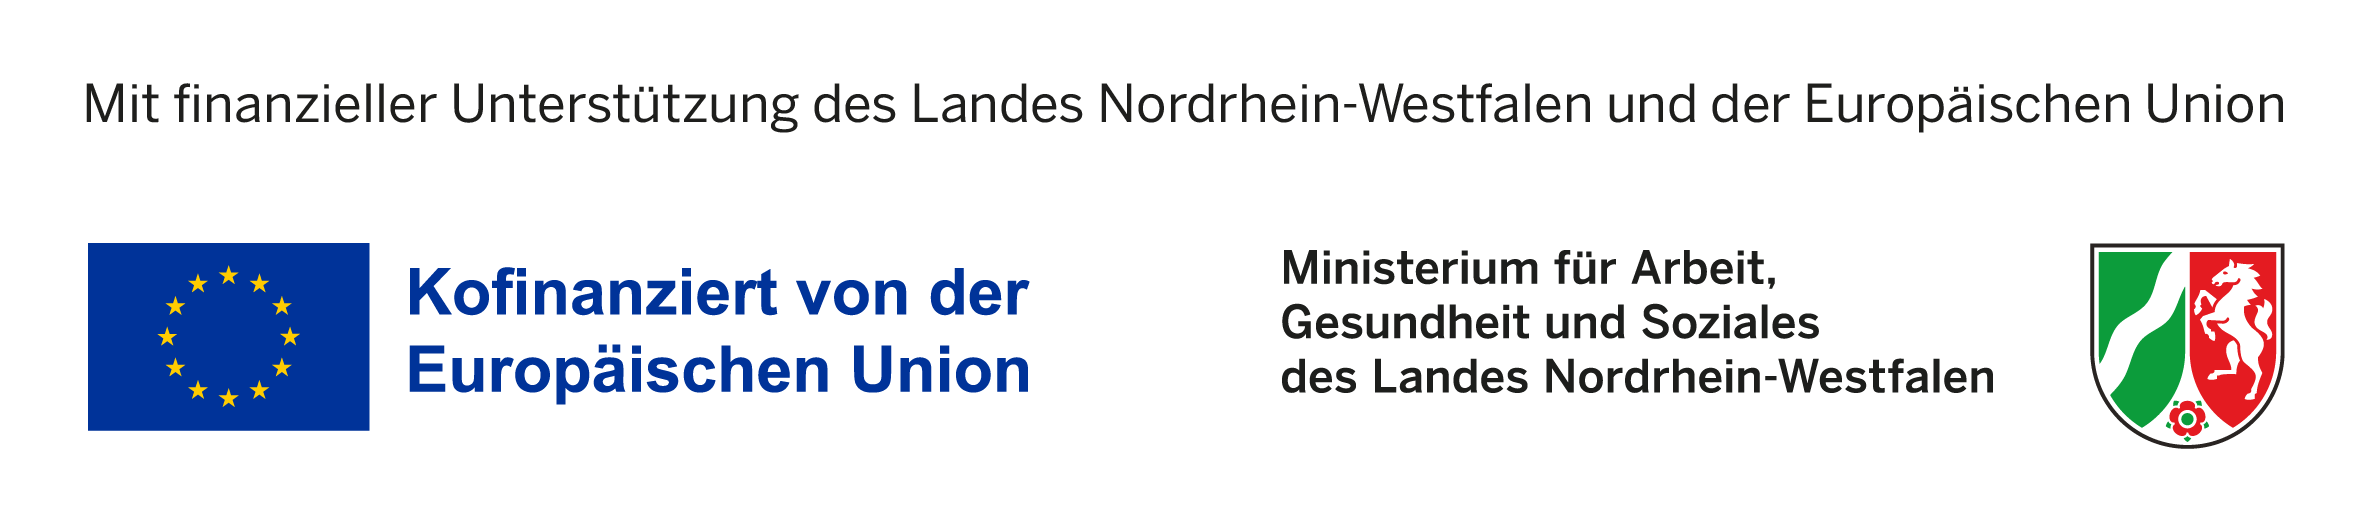 Mit finanzieller Unterstützung des Landes Nordrhein-Westfalen und der Europäischen Union
Kofinanziert von der
Europäischen Union
Ministerium für Arbeit,
Gesundheit und Soziales
des Landes Nordrhein-Westfalen